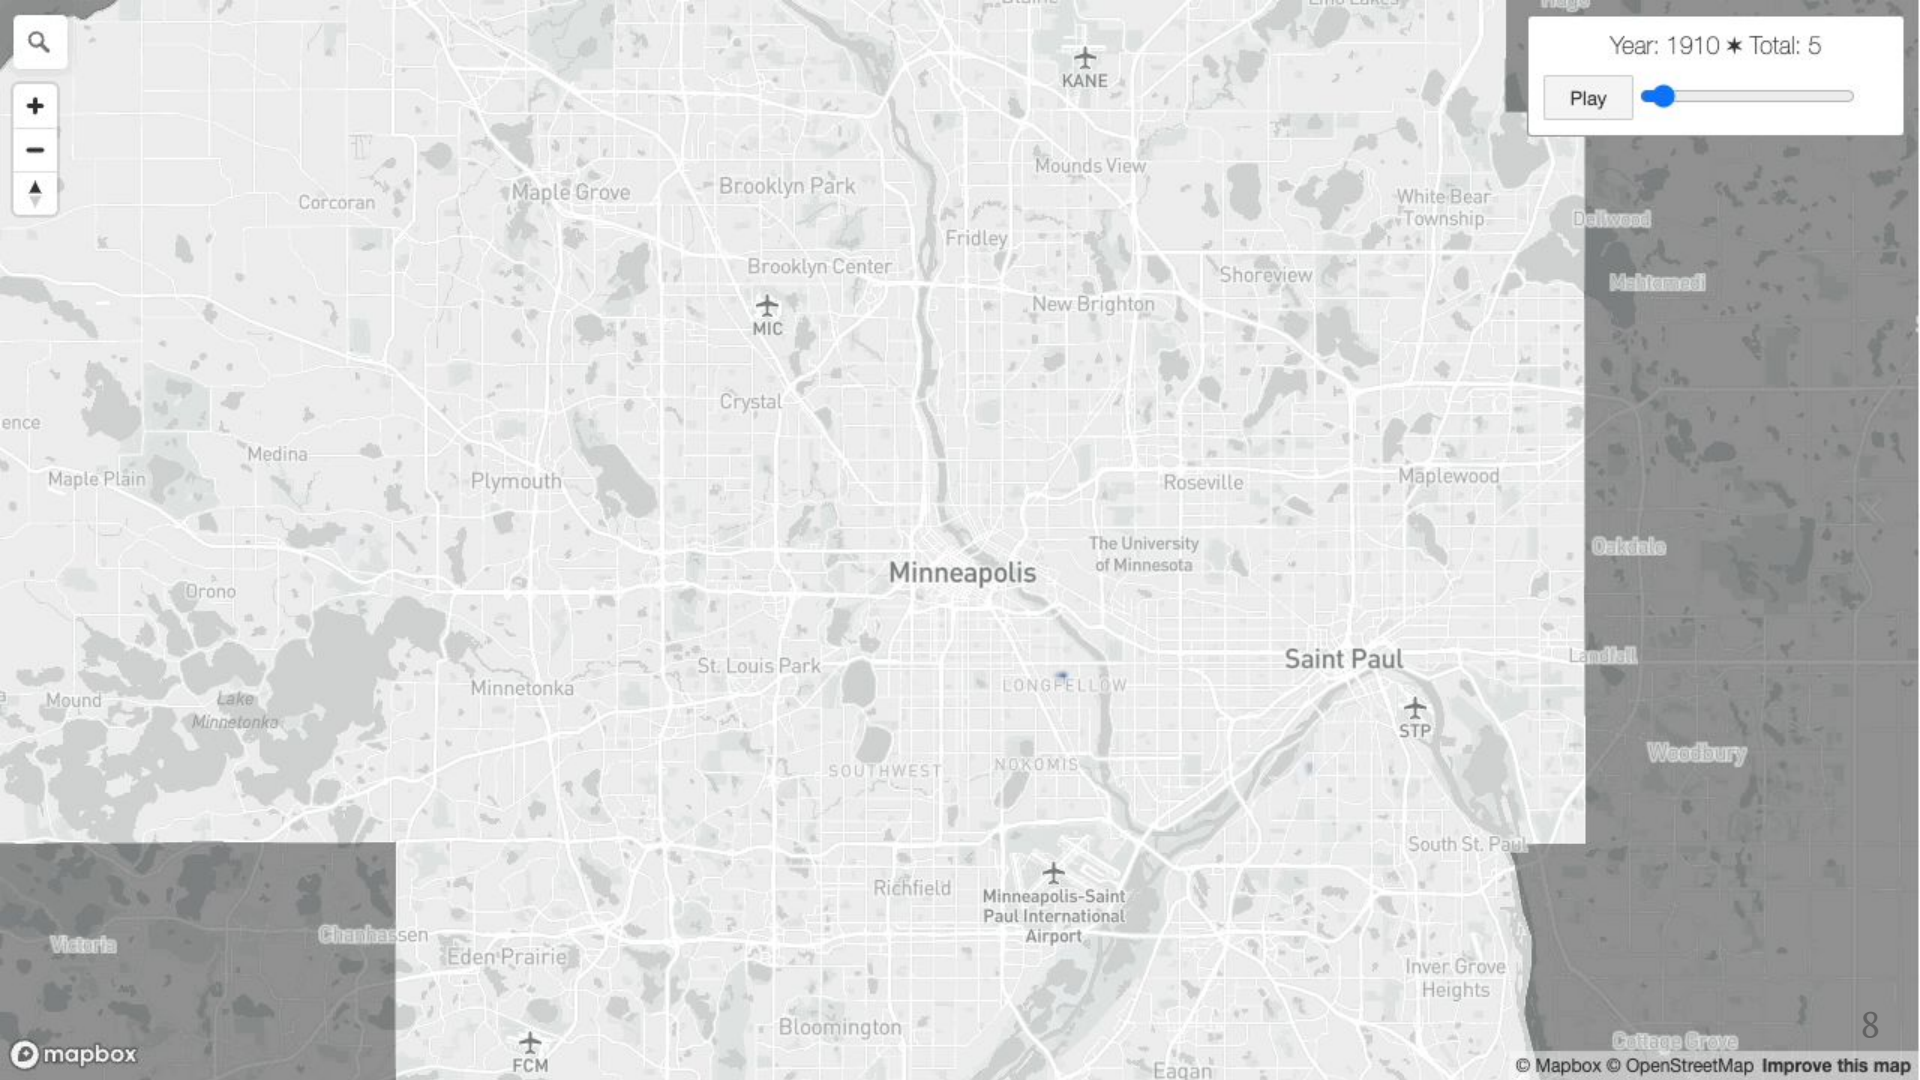 Blaine
Lino Lakes
Hugo
Year: 1910 ✶ Total: 5
Play
KANE
Mounds View
Maple Grove
Brooklyn Park
Corcoran
White Bear
Township
Dellwood
Fridley
Brooklyn Center
Shoreview
Mahtomedi
New Brighton
MIC
Crystal
ence
Medina
Maple Plain
Plymouth
Roseville
Maplewood
The University
of Minnesota
Oakdale
Minneapolis
Orono
St. Louis Park
Saint Paul
Landfall
Minnetonka
LONGFELLOW
Mound
Lake
Minnetonka
STP
Woodbury
SOUTHWEST
NOKOMIS
South St. Paul
Richfield
Minneapolis-Saint
Paul International
Airport
Victoria
Chanhassen
Eden Prairie
Inver Grove
Heights
Bloomington
8
Cottage Grove
mapbox
FCM
Eagan
© Mapbox © OpenStreetMap Improve this map